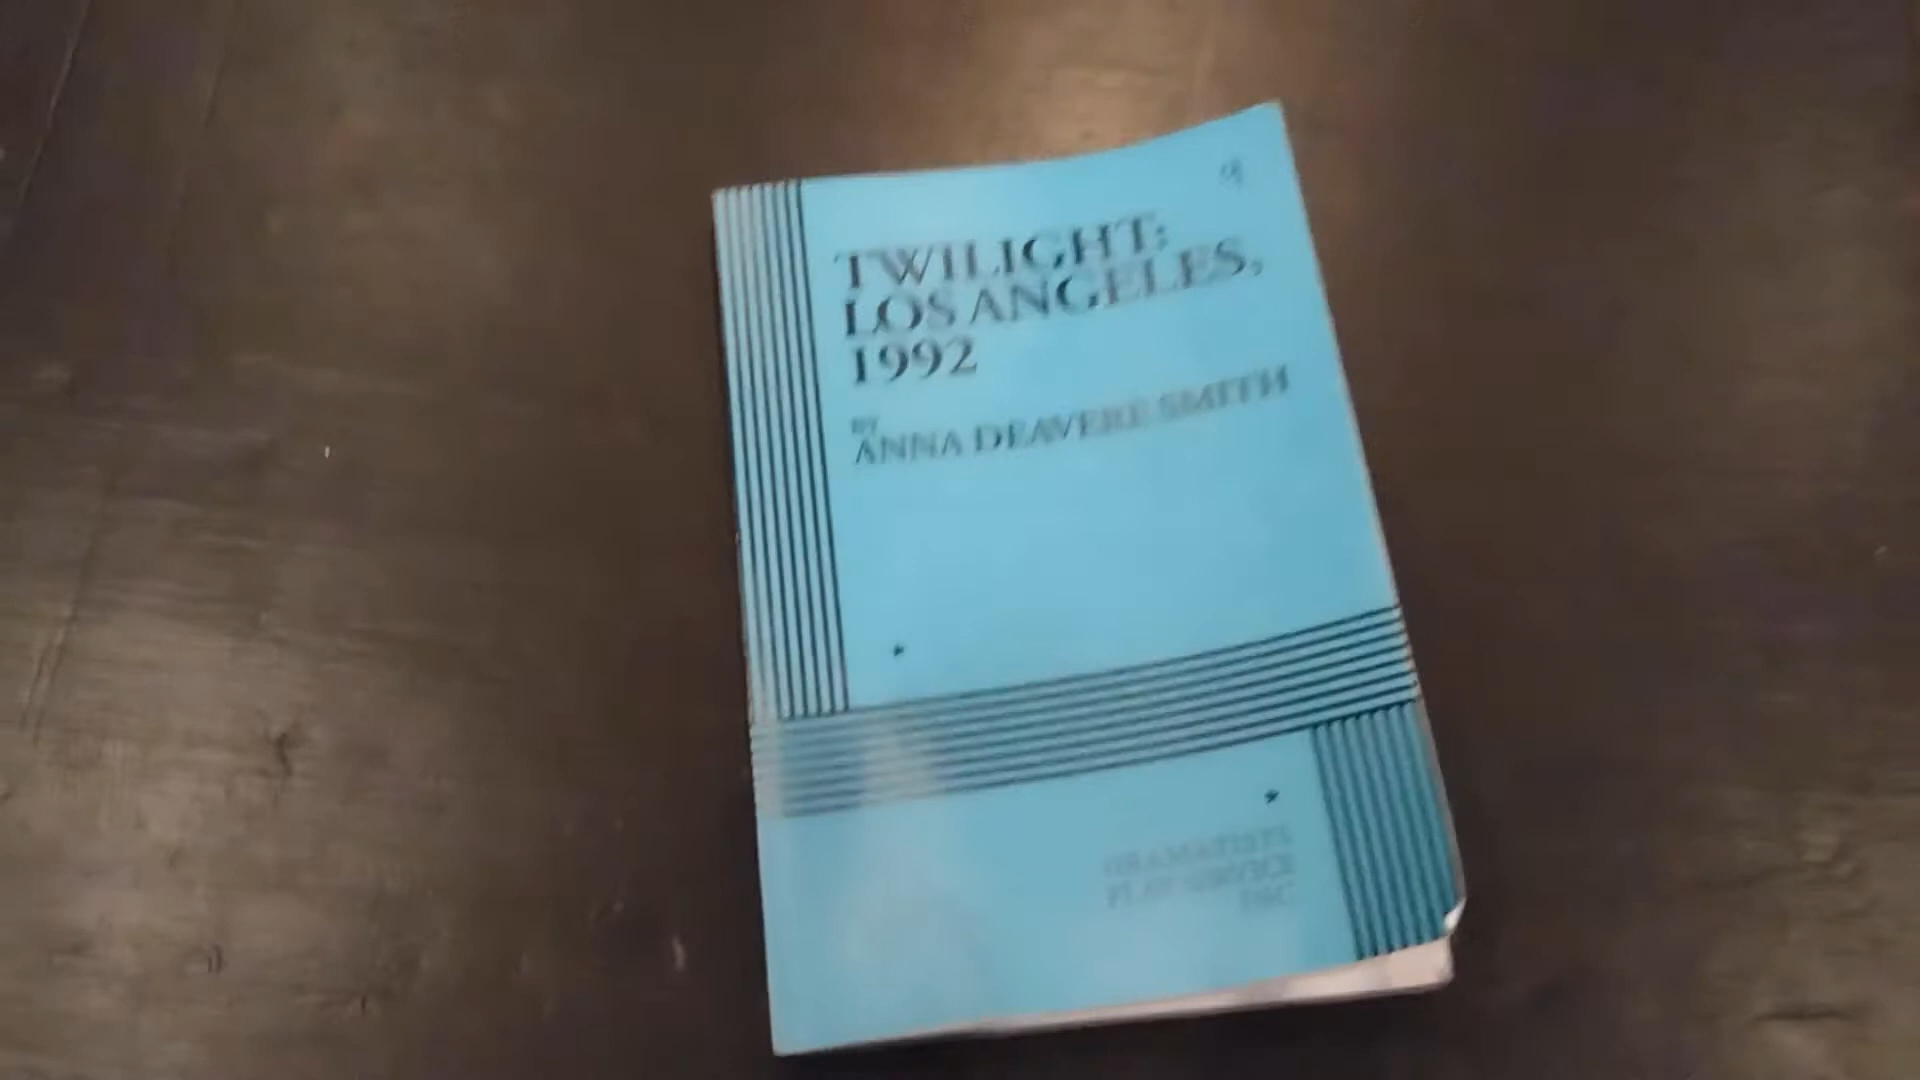 TWILIGHT:
LOS ANGELES,
1992
BY
ANNA DEAVERE SMITH
DRAMATISTS
PLAY SERVICE
INC.